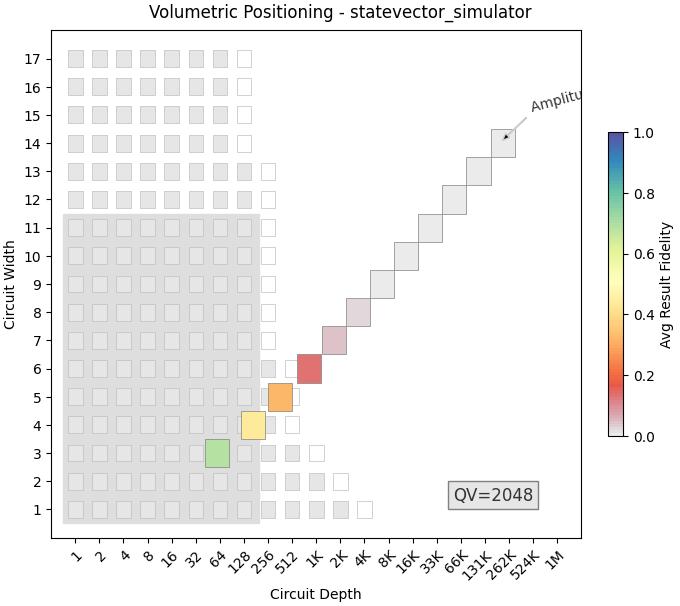 Volumetric Positioning - statevector_simulator
17
16
15
14
13
12
11
10
9
8
7
6
5
4
3
2
1
Circuit Width
Amplitu
QV=2048
1
2
4
8
16
32
64
128
256
512
1K
2K
4K
8K
16K
33K
66K
131K
262K
524K
1M
Circuit Depth
1.0
0.8
0.6
0.4
0.2
0.0
Avg Result Fidelity